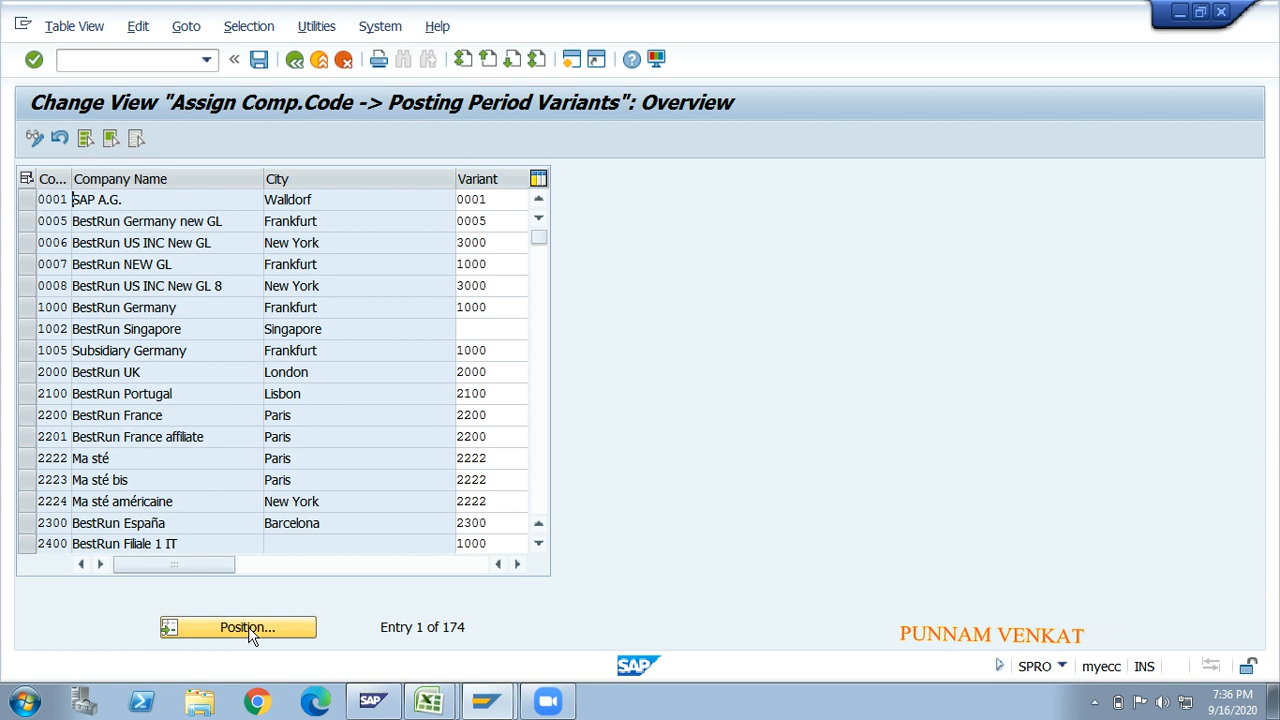 Table View Edit Goto Selection Utilities System Help
Change View "Assign Comp.Code -> Posting Period Variants": Overview
Co... Company Name City Variant
0001 SAP A.G. Walldorf 0001
0005 BestRun Germany new GL Frankfurt 0005
0006 BestRun US INC New GL New York 3000
0007 BestRun NEW GL Frankfurt 1000
0008 BestRun US INC New GL 8 New York 3000
1000 BestRun Germany Frankfurt 1000
1002 BestRun Singapore Singapore
1005 Subsidiary Germany Frankfurt 1000
2000 BestRun UK London 2000
2100 BestRun Portugal Lisbon 2100
2200 BestRun France Paris 2200
2201 BestRun France affiliate Paris 2200
2222 Ma sté Paris 2222
2223 Ma sté bis Paris 2222
2224 Ma sté américaine New York 2222
2300 BestRun España Barcelona 2300
2400 BestRun Filiale 1 IT 1000
Position... Entry 1 of 174
PUNNAM VENKAT
SAP SPRO myecc INS
SAP 7:36 PM
9/16/2020